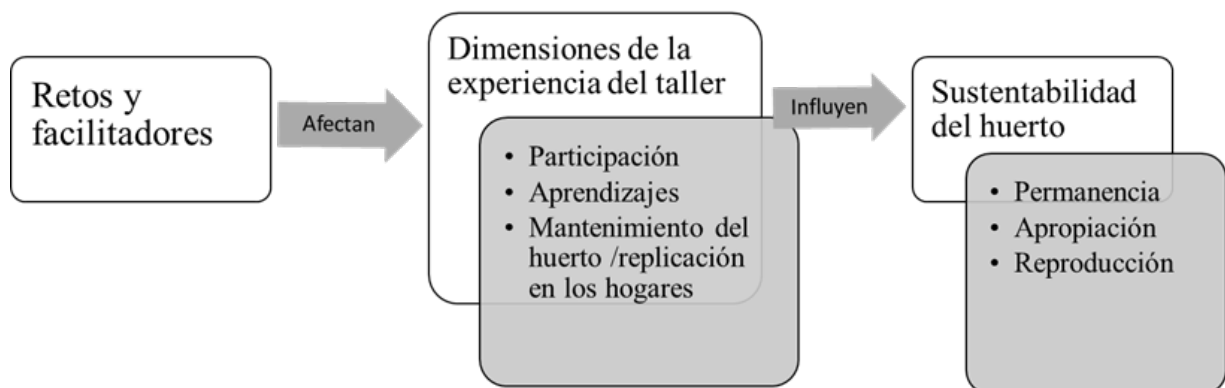 Retos y
facilitadores
Afectan
Dimensiones de la
experiencia del taller
• Participación
• Aprendizajes
• Mantenimiento del
huerto /replicación
en los hogares
Influyen
Sustentabilidad
del huerto
• Permanencia
• Apropiación
• Reproducción